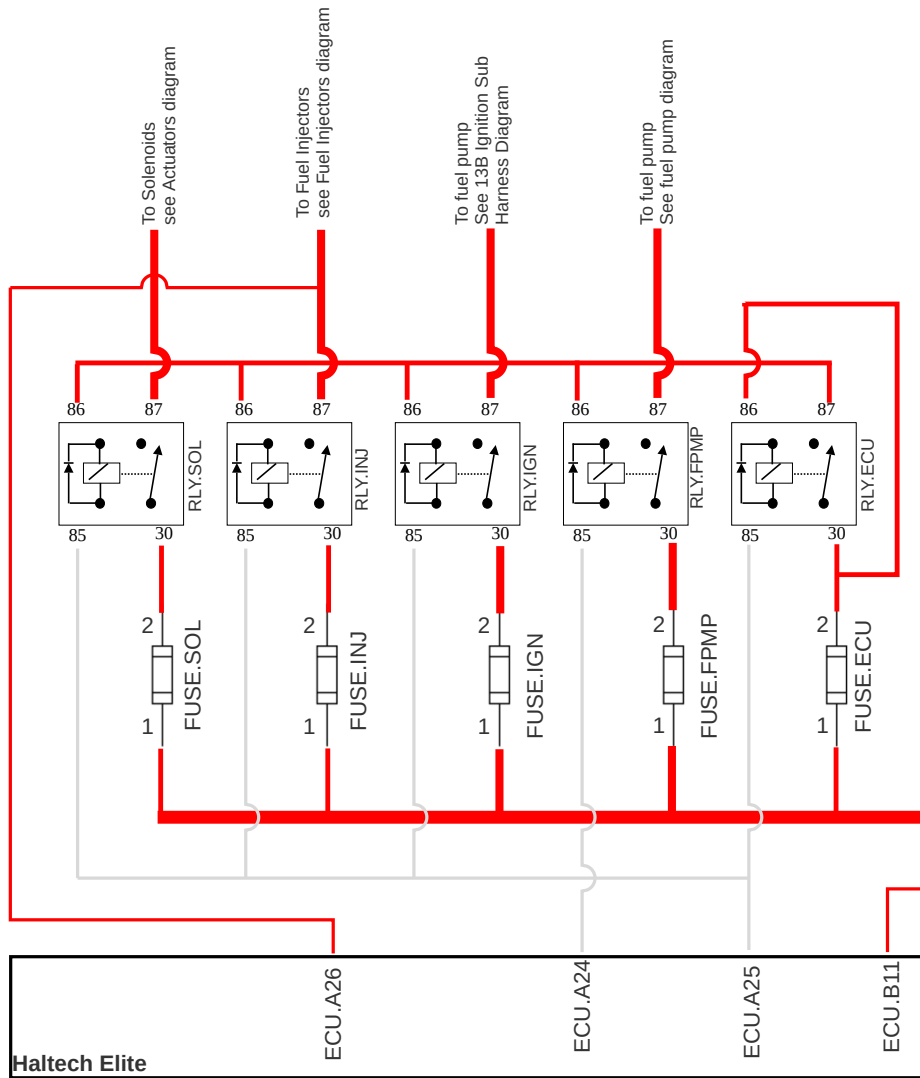 To Solenoids
see Actuators diagram
To Fuel Injectors
see Fuel Injectors diagram
To fuel pump
See 13B Ignition Sub
Harness Diagram
To fuel pump
See fuel pump diagram
86
87
86
87
86
87
86
87
86
87
RLY.SOL
RLY.INJ
RLY.IGN
RLY.FPMP
RLY.ECU
85
30
85
30
85
30
85
30
85
30
2
2
2
2
2
FUSE.SOL
FUSE.INJ
FUSE.IGN
FUSE.FPMP
FUSE.ECU
1
1
1
1
1
ECU.A26
ECU.A24
ECU.A25
ECU.B11
Haltech Elite